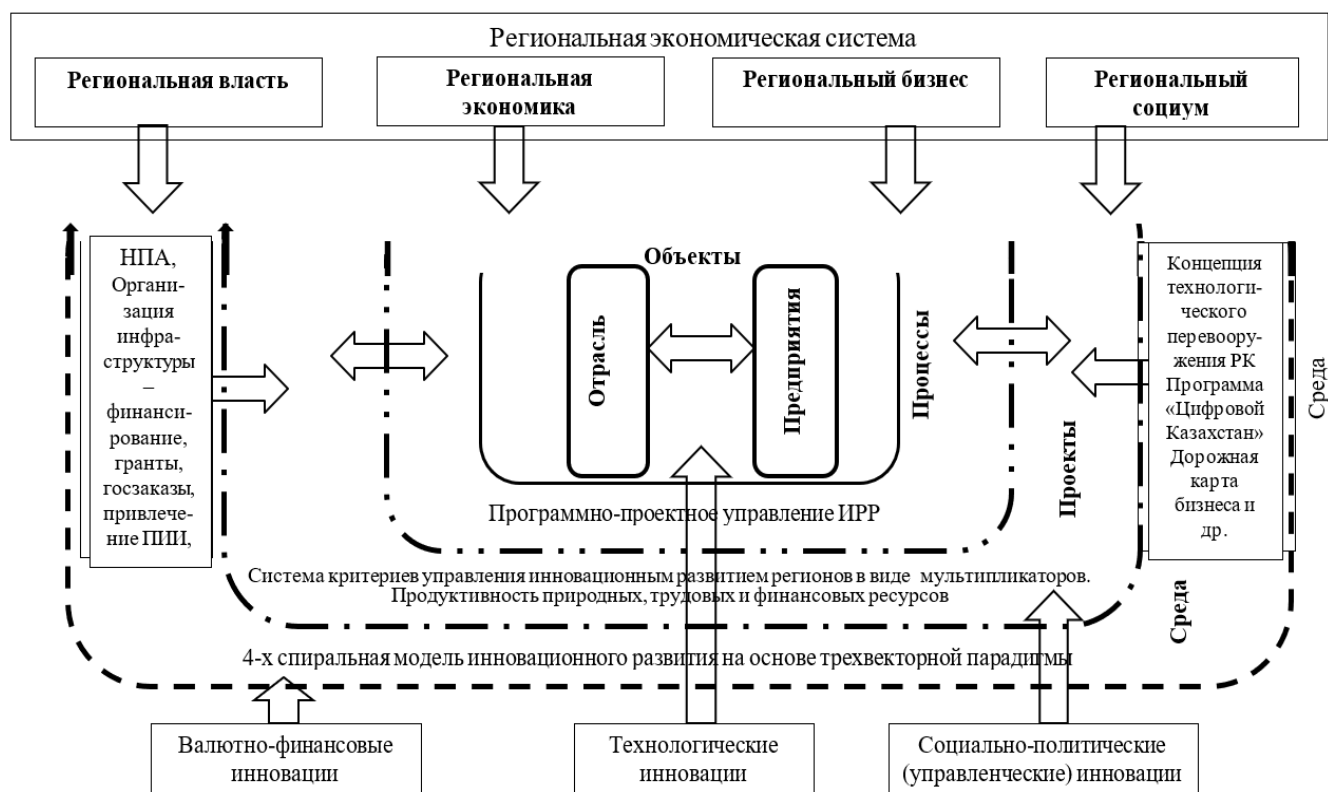 Региональная экономическая система
Региональная власть
Региональная
экономика
Региональный бизнес
Региональный
социум
НПА,
Органи-
зация
инфра-
структуры
–
финанси-
рование,
гранты,
госзаказы,
привлече-
ние ПИИ,
Объекты
Отрасль
Предприятия
Процессы
Проекты
Концепция
технологи-
ческого
перевоору-
жения РК
Программа
«Цифровой
Казахстан»
Дорожная
карта
бизнеса и
др.
Среда
Программно-проектное управление ИРР
Система критериев управления инновационным развитием регионов в виде мультипликаторов.
Продуктивность природных, трудовых и финансовых ресурсов
Среда
4-х спиральная модель инновационного развития на основе трехвекторной парадигмы
Валютно-финансовые
инновации
Технологические
инновации
Социально-политические
(управленческие) инновации